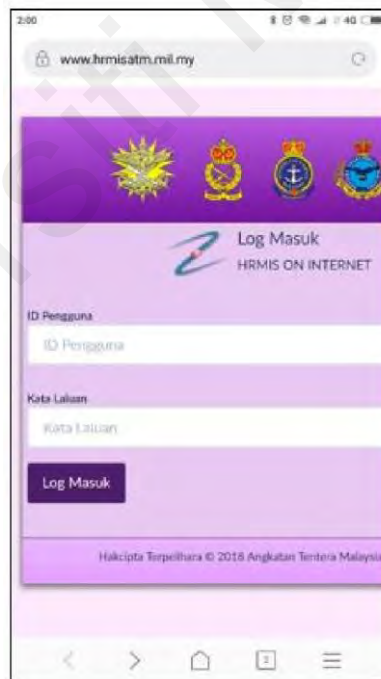 2:00 4G
www.hrmisatm.mil.my
Log Masuk
HRMIS ON INTERNET
ID Pengguna
ID Pengguna
Kata Laluan
Kata Laluan
Log Masuk
Hakcipta Terpelihara © 2018 Angkatan Tentera Malaysia